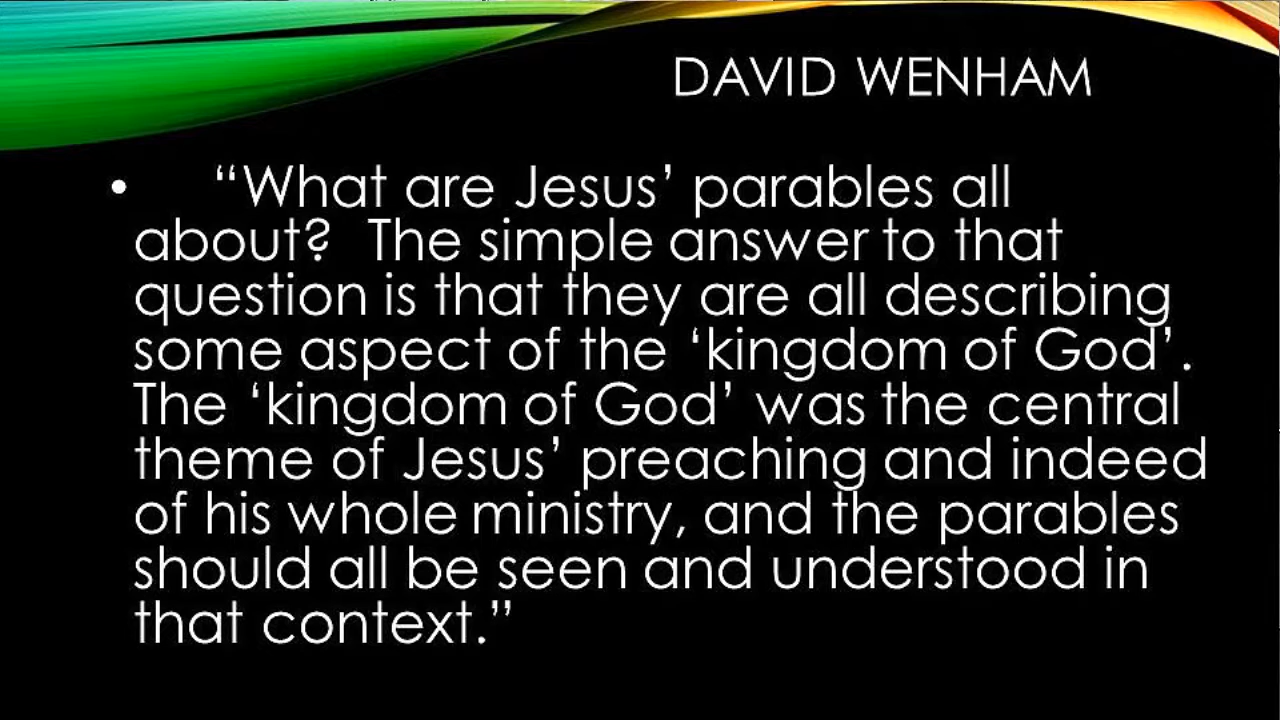 DAVID WENHAM
• “What are Jesus’ parables all
about?  The simple answer to that
question is that they are all describing
some aspect of the ‘kingdom of God’.
The ‘kingdom of God’ was the central
theme of Jesus’ preaching and indeed
of his whole ministry, and the parables
should all be seen and understood in
that context.”